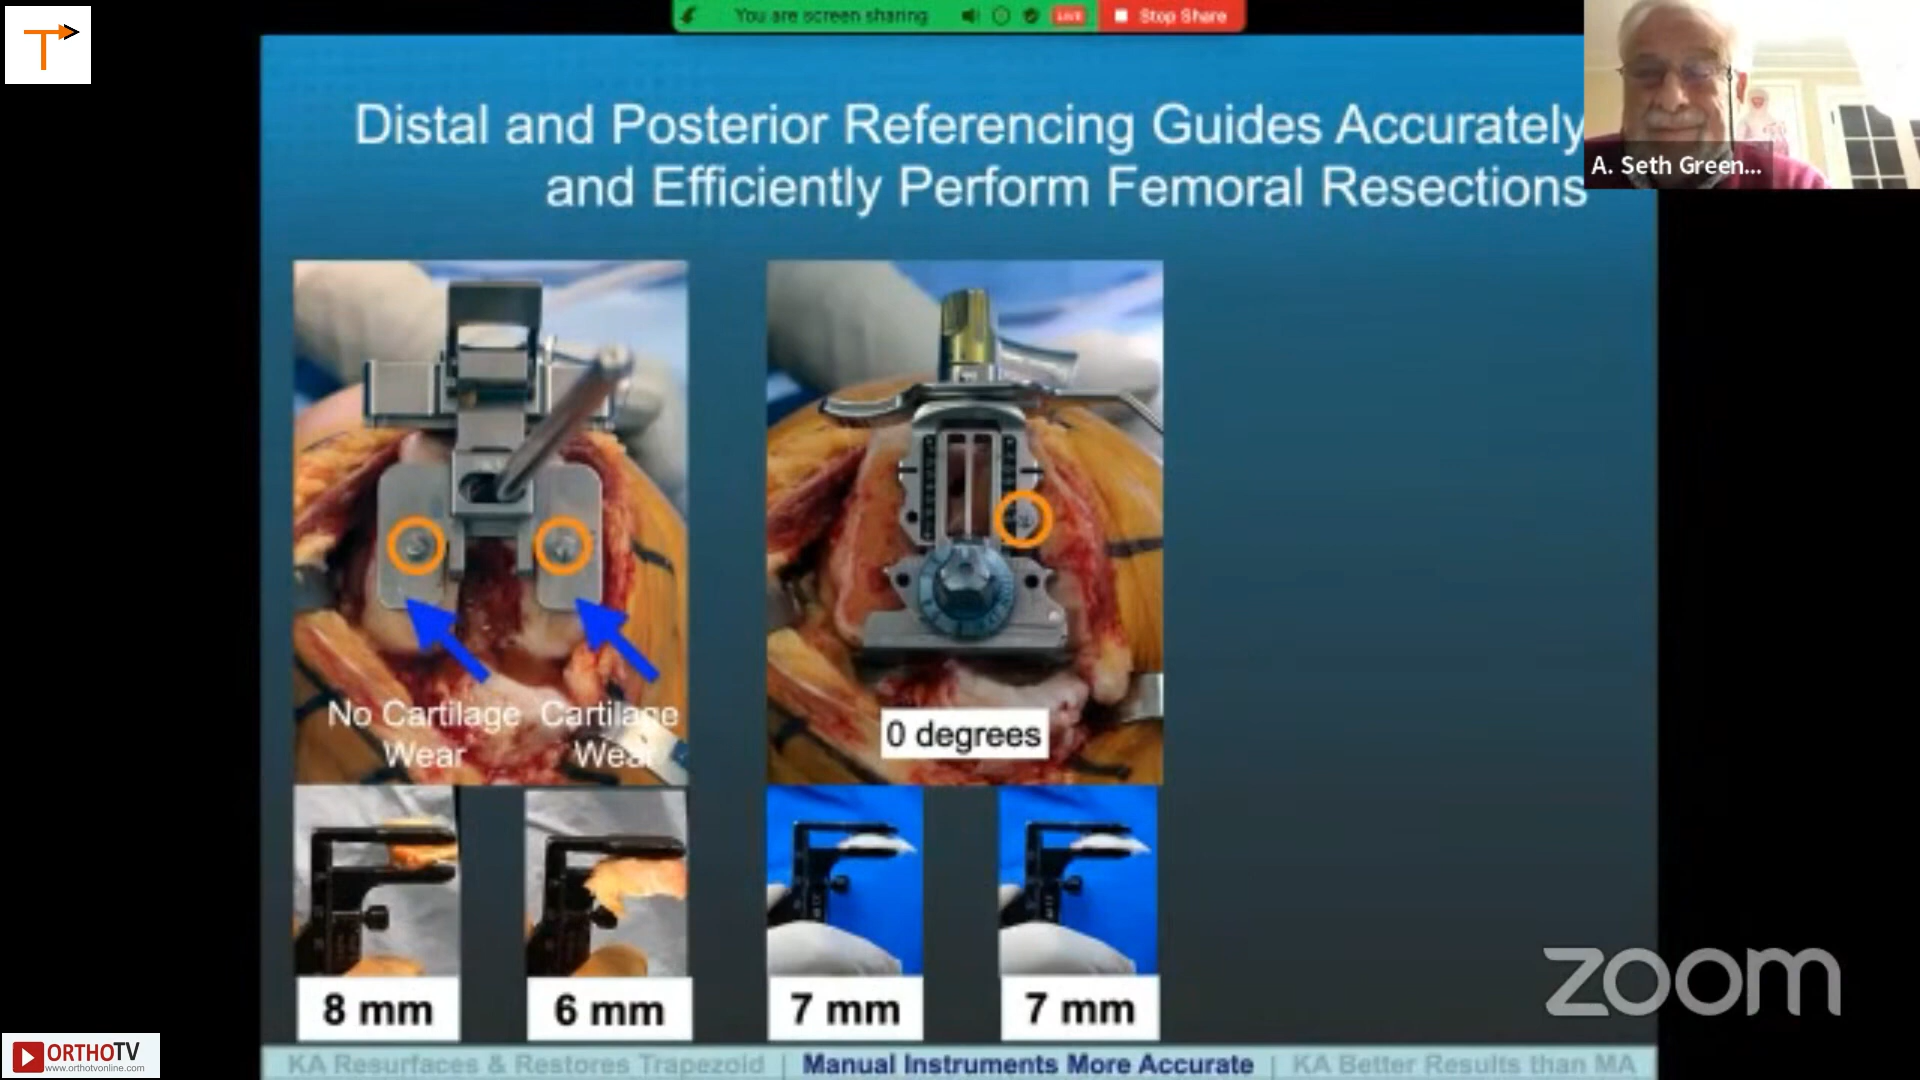 You are screen sharing
LIVE
Stop Share
T
Distal and Posterior Referencing Guides Accurately
and Efficiently Perform Femoral Resections
A. Seth Green...
No Cartilage
Wear
Cartilage
Wear
0 degrees
8 mm
6 mm
7 mm
7 mm
zoom
ORTHOTV
www.orthotvonline.com
KA Resurfaces & Restores Trapezoid | Manual Instruments More Accurate | KA Better Results than MA